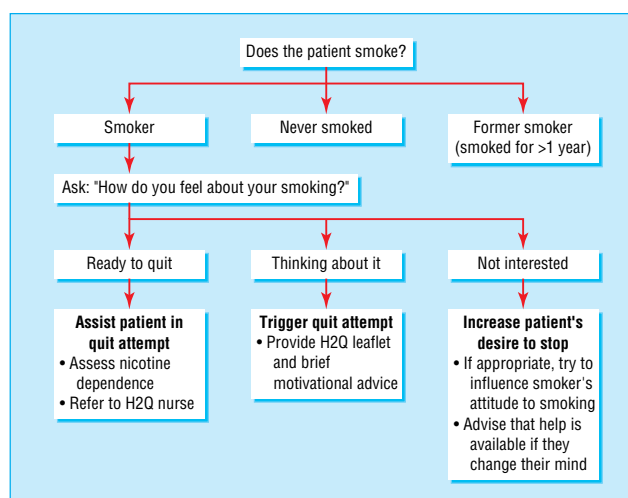 Does the patient smoke?
Smoker
Never smoked
Former smoker
(smoked for >1 year)
Ask: "How do you feel about your smoking?"
Ready to quit
Thinking about it
Not interested
Assist patient in
quit attempt
• Assess nicotine
dependence
• Refer to H2Q nurse
Trigger quit attempt
• Provide H2Q leaflet
and brief
motivational advice
Increase patient's
desire to stop
• If appropriate, try to
influence smoker's
attitude to smoking
• Advise that help is
available if they
change their mind